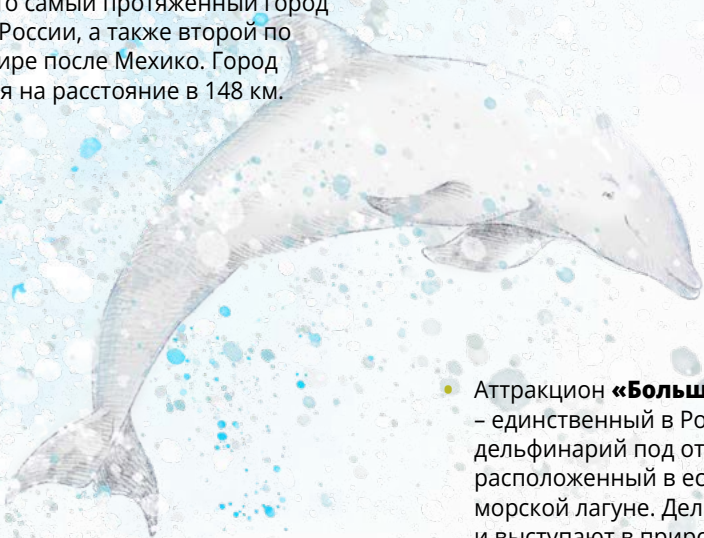 самый протяженный город
России, а также второй по
после Мехико. Город
на расстояние в 148 км.
Аттракцион «Больш
– единственный в Ро
дельфинарий под от
расположенный в ес
морской лагуне. Дел
и выступают в приро